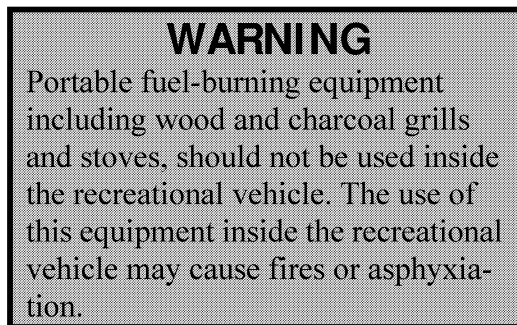 WARNING
Portable fuel-burning equipment
including wood and charcoal grills
and stoves, should not be used inside
the recreational vehicle. The use of
this equipment inside the recreational
vehicle may cause fires or asphyxia-
tion.